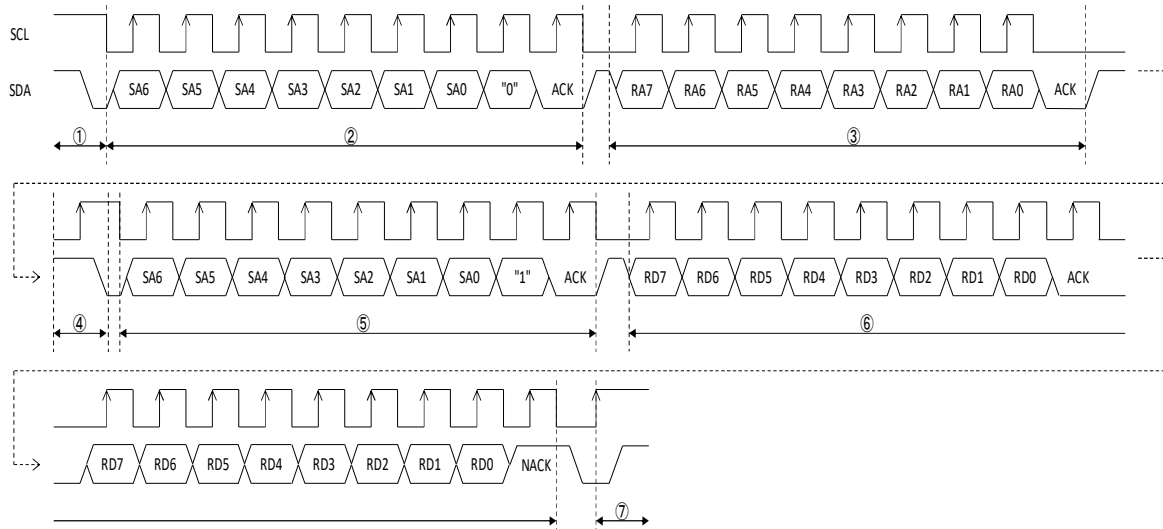 SCL
SDA SA6 SA5 SA4 SA3 SA2 SA1 SA0 "0" ACK RA7 RA6 RA5 RA4 RA3 RA2 RA1 RA0 ACK
① ② ③
SA6 SA5 SA4 SA3 SA2 SA1 SA0 "1" ACK RD7 RD6 RD5 RD4 RD3 RD2 RD1 RD0 ACK
④ ⑤ ⑥
RD7 RD6 RD5 RD4 RD3 RD2 RD1 RD0 NACK
⑦